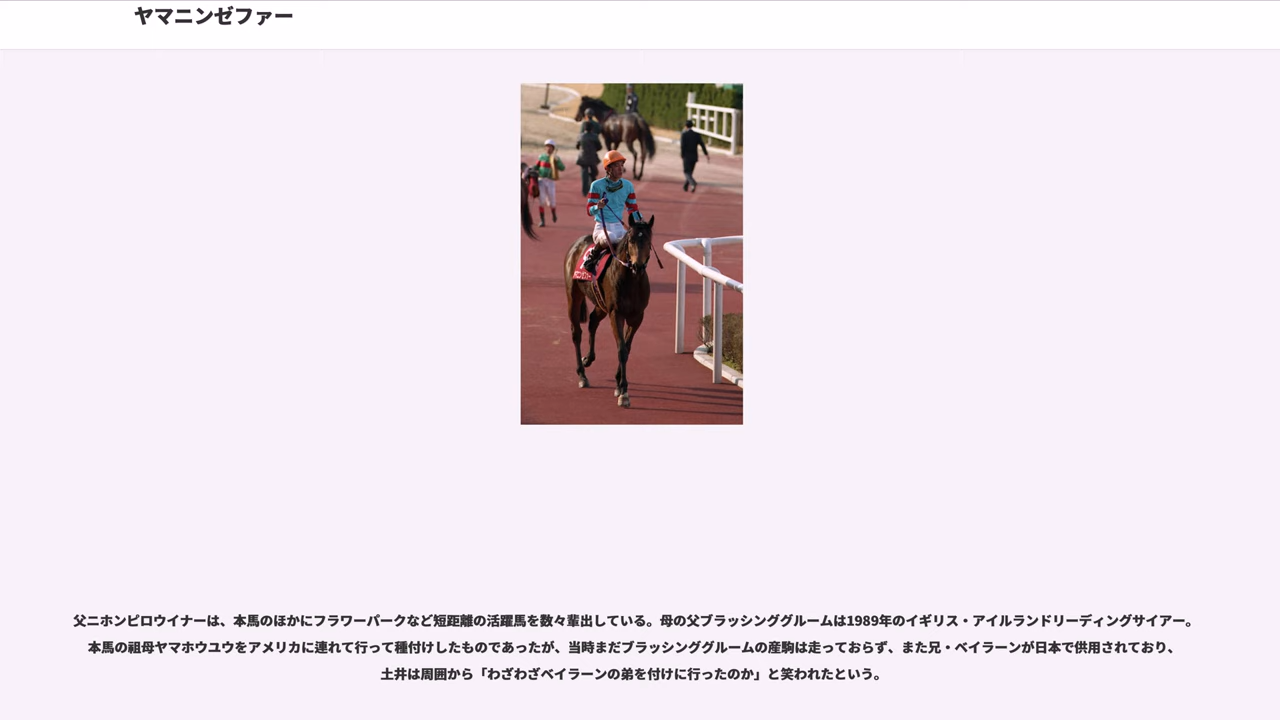 ヤマニンゼファー
父ニホンピロウイナーは、本馬のほかにフラワーパークなど短距離の活躍馬を数々輩出している。母の父ブラッシンググルームは1989年のイギリス・アイルランドリーディングサイアー。
本馬の祖母ヤマホウユウをアメリカに連れて行って種付けしたものであったが、当時まだブラッシンググルームの産駒は走っておらず、また兄・ベイラーンが日本で供用されており、
土井は周囲から「わざわざベイラーンの弟を付けに行ったのか」と笑われたという。